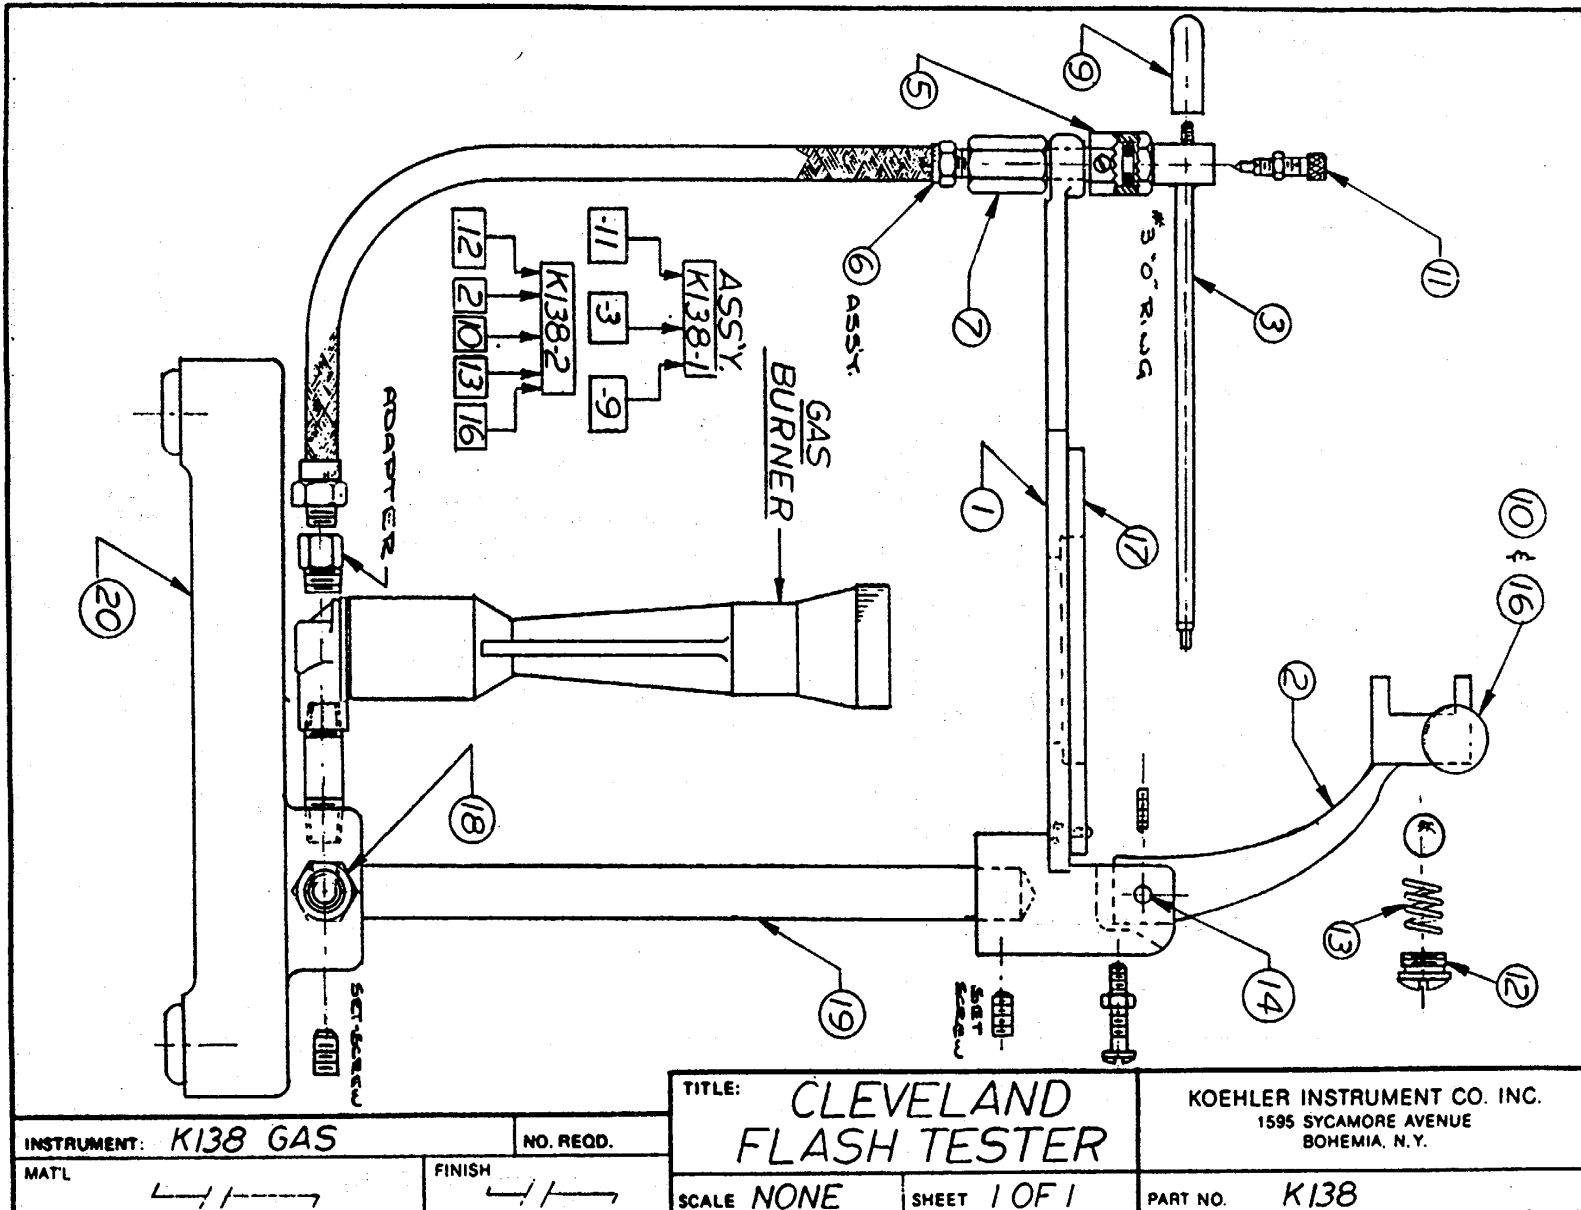 9
5
#3 "O" RING
11
3
6 ASSY.
7
ASS'Y.
K138-1
-11
-3
-9
K138-2
12
2
10
13
16
GAS
BURNER
ADAPTER
1
17
10 & 16
2
K
13
12
14
20
18
19
SET
SCREW
SET-SCREW
TITLE: CLEVELAND
FLASH TESTER
KOEHLER INSTRUMENT CO. INC.
1595 SYCAMORE AVENUE
BOHEMIA, N.Y.
INSTRUMENT: K138 GAS
NO. REQD.
MAT'L
FINISH
SCALE NONE
SHEET 1 OF 1
PART NO. K138